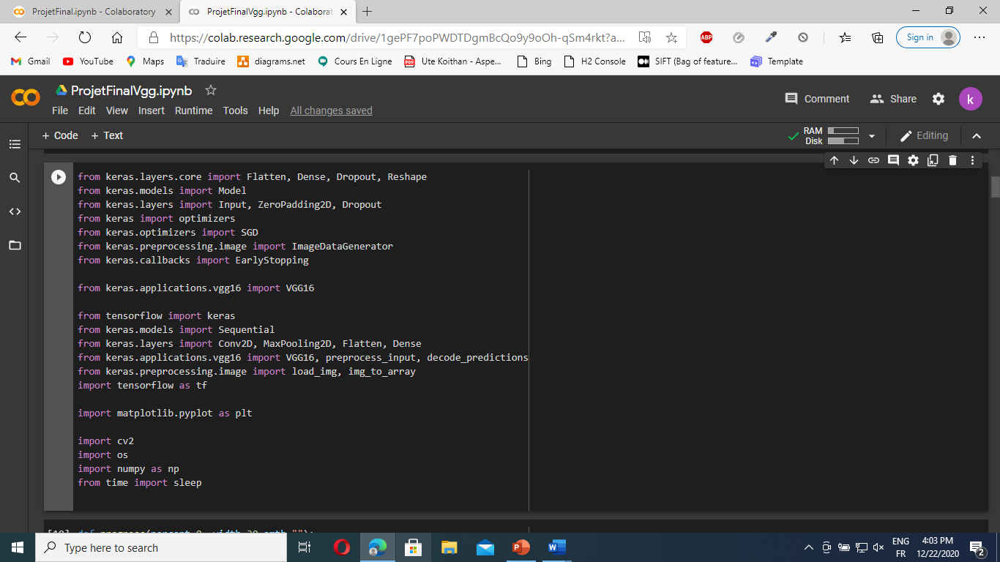 ProjetFinal.ipynb - Colaboratory
ProjetFinalVgg.ipynb - Colaborat
https://colab.research.google.com/drive/1gePF7poPWDTDgmBcQo9y9oOh-qSm4rkt?a...
ABP
Sign in
Gmail YouTube Maps Traduire diagrams.net Cours En Ligne Ute Koithan - Aspe... Bing H2 Console SIFT (Bag of feature... Template
ProjetFinalVgg.ipynb
Comment Share k
File Edit View Insert Runtime Tools Help All changes saved
+ Code + Text
RAM
Disk
Editing
from keras.layers.core import Flatten, Dense, Dropout, Reshape
from keras.models import Model
from keras.layers import Input, ZeroPadding2D, Dropout
from keras import optimizers
from keras.optimizers import SGD
from keras.preprocessing.image import ImageDataGenerator
from keras.callbacks import EarlyStopping
from keras.applications.vgg16 import VGG16
from tensorflow import keras
from keras.models import Sequential
from keras.layers import Conv2D, MaxPooling2D, Flatten, Dense
from keras.applications.vgg16 import VGG16, preprocess_input, decode_predictions
from keras.preprocessing.image import load_img, img_to_array
import tensorflow as tf
import matplotlib.pyplot as plt
import cv2
import os
import numpy as np
from time import sleep
Type here to search
ENG
FR
4:03 PM
12/22/2020
2